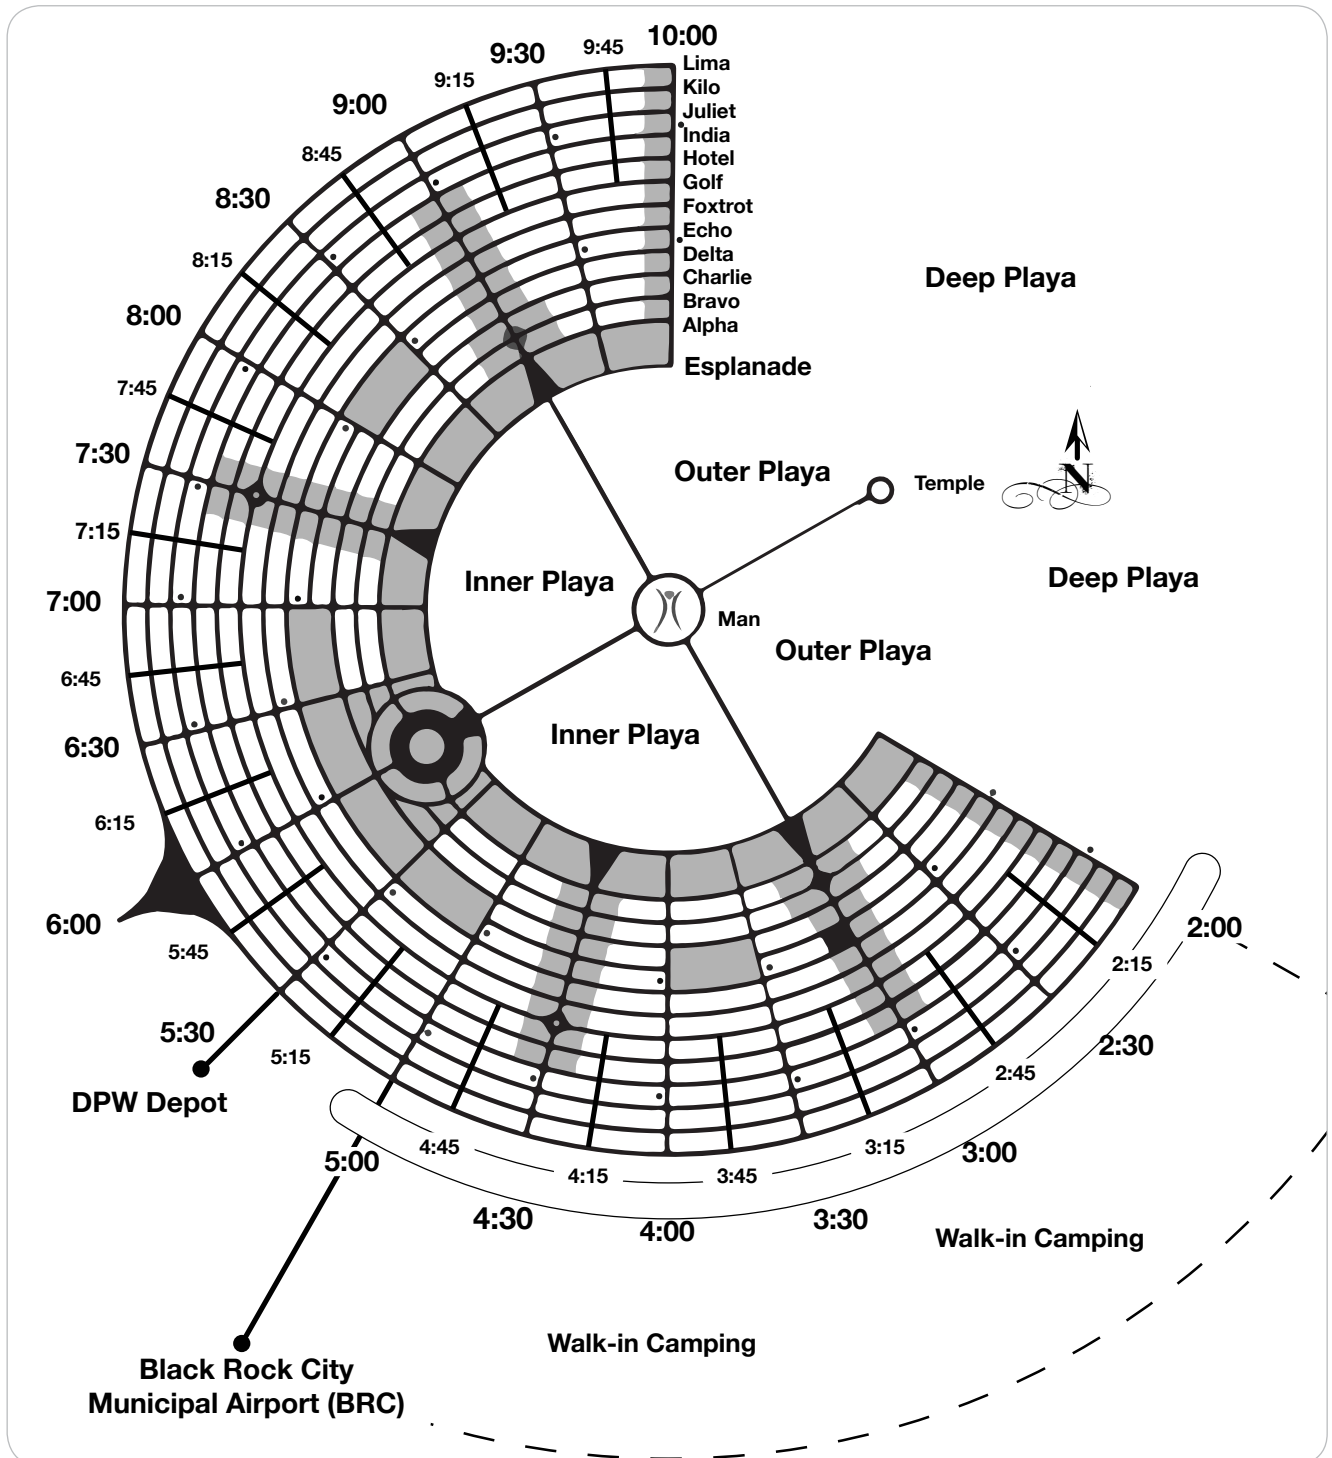 10:00
9:45
9:30
9:15
9:00
8:45
8:30
8:15
8:00
7:45
7:30
7:15
7:00
6:45
6:30
6:15
6:00
5:45
5:30
5:15
5:00
4:45
4:30
4:15
4:00
3:45
3:30
3:15
3:00
2:45
2:30
2:15
2:00
Lima
Kilo
Juliet
India
Hotel
Golf
Foxtrot
Echo
Delta
Charlie
Bravo
Alpha
Esplanade
Deep Playa
Outer Playa
Temple
N
Deep Playa
Inner Playa
Man
Outer Playa
Inner Playa
DPW Depot
Walk-in Camping
Walk-in Camping
Black Rock City
Municipal Airport (BRC)